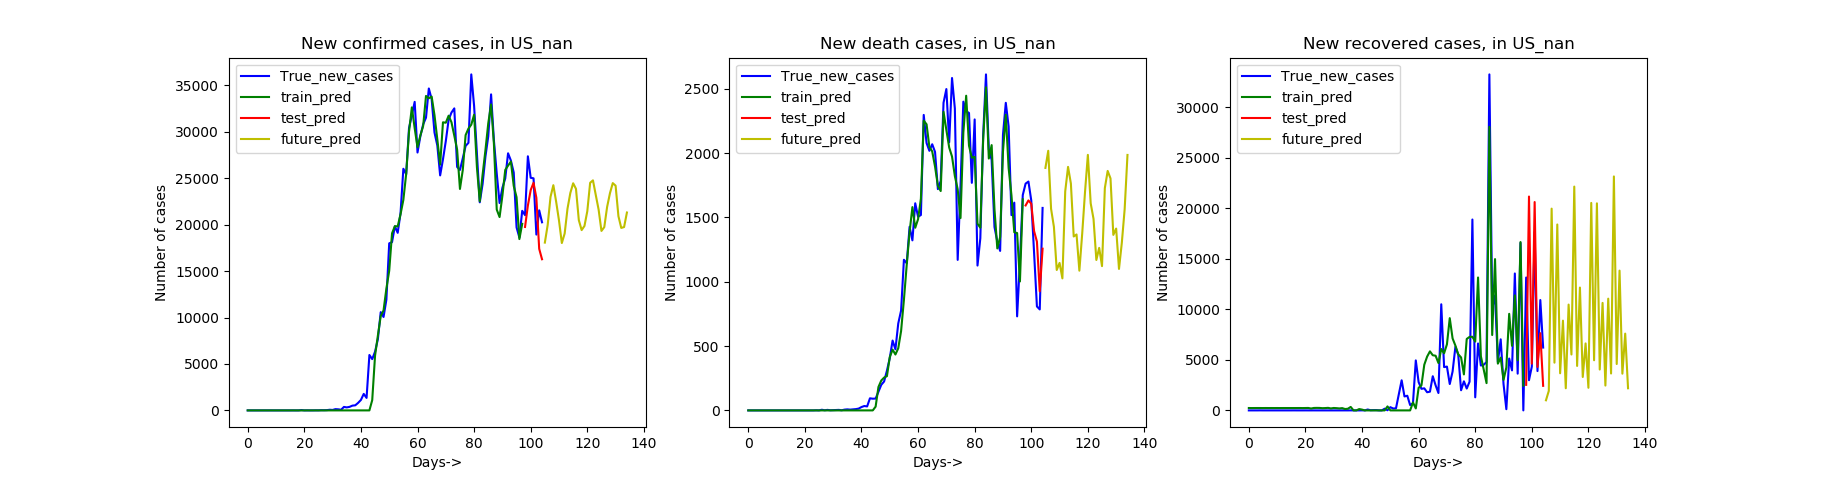 New confirmed cases, in US_nan
True_new_cases
train_pred
test_pred
future_pred
35000
30000
25000
20000
15000
10000
5000
0
Number of cases
0 20 40 60 80 100 120 140
Days->
New death cases, in US_nan
True_new_cases
train_pred
test_pred
future_pred
2500
2000
1500
1000
500
0
Number of cases
0 20 40 60 80 100 120 140
Days->
New recovered cases, in US_nan
True_new_cases
train_pred
test_pred
future_pred
30000
25000
20000
15000
10000
5000
0
Number of cases
0 20 40 60 80 100 120 140
Days->